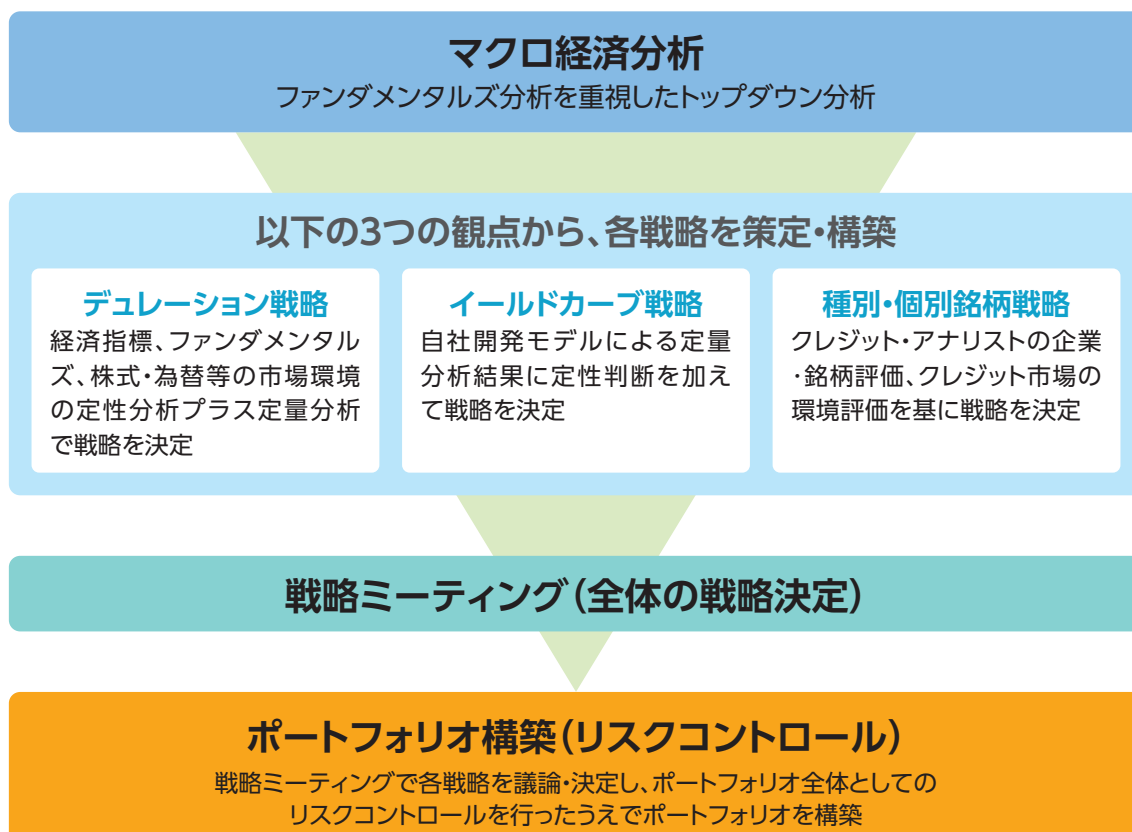 マクロ経済分析
ファンダメンタルズ分析を重視したトップダウン分析
以下の3つの観点から、各戦略を策定・構築
デュレーション戦略
経済指標、ファンダメンタル
ズ、株式・為替等の市場環境
の定性分析プラス定量分析
で戦略を決定
イールドカーブ戦略
自社開発モデルによる定量
分析結果に定性判断を加え
て戦略を決定
種別・個別銘柄戦略
クレジット・アナリストの企業
・銘柄評価、クレジット市場の
環境評価を基に戦略を決定
戦略ミーティング(全体の戦略決定)
ポートフォリオ構築(リスクコントロール)
戦略ミーティングで各戦略を議論・決定し、ポートフォリオ全体としての
リスクコントロールを行ったうえでポートフォリオを構築